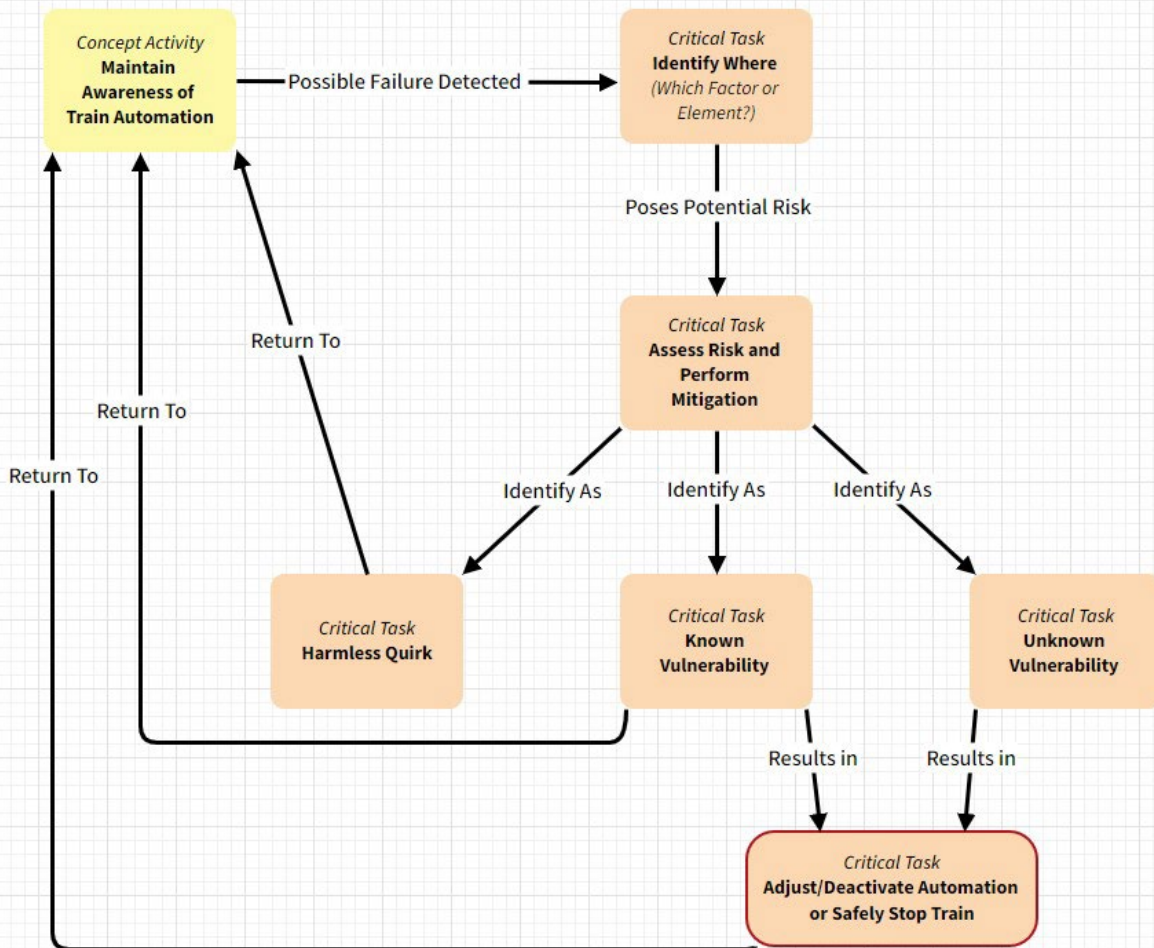 Concept Activity
Maintain
Awareness of
Train Automation
Possible Failure Detected
Critical Task
Identify Where
(Which Factor or
Element?)
Poses Potential Risk
Critical Task
Assess Risk and
Perform
Mitigation
Return To
Return To
Return To
Identify As
Identify As
Identify As
Critical Task
Harmless Quirk
Critical Task
Known
Vulnerability
Critical Task
Unknown
Vulnerability
Results in
Results in
Critical Task
Adjust/Deactivate Automation
or Safely Stop Train